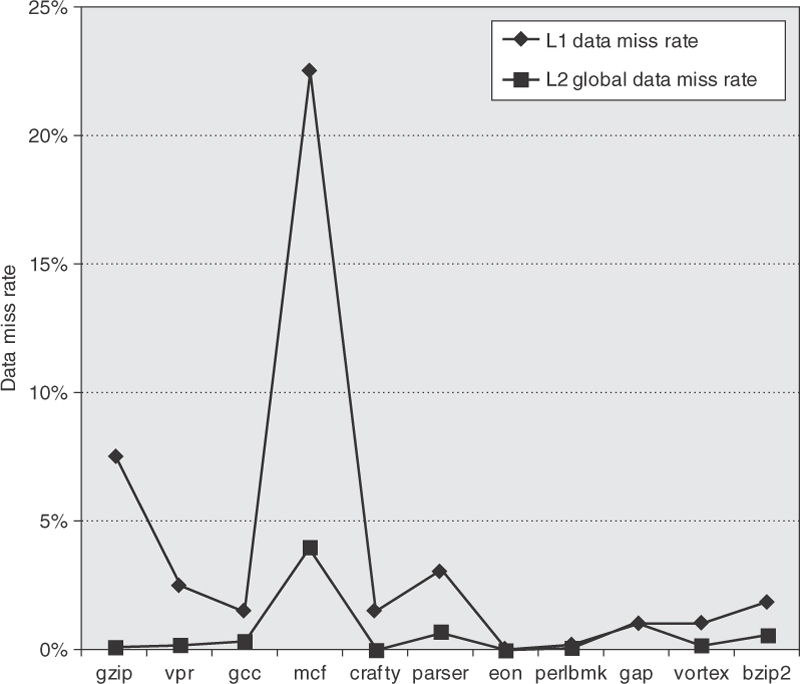 25%
L1 data miss rate
L2 global data miss rate
20%
15%
Data miss rate
10%
5%
0%
gzip vpr gcc mcf crafty parser eon perlbmk gap vortex bzip2